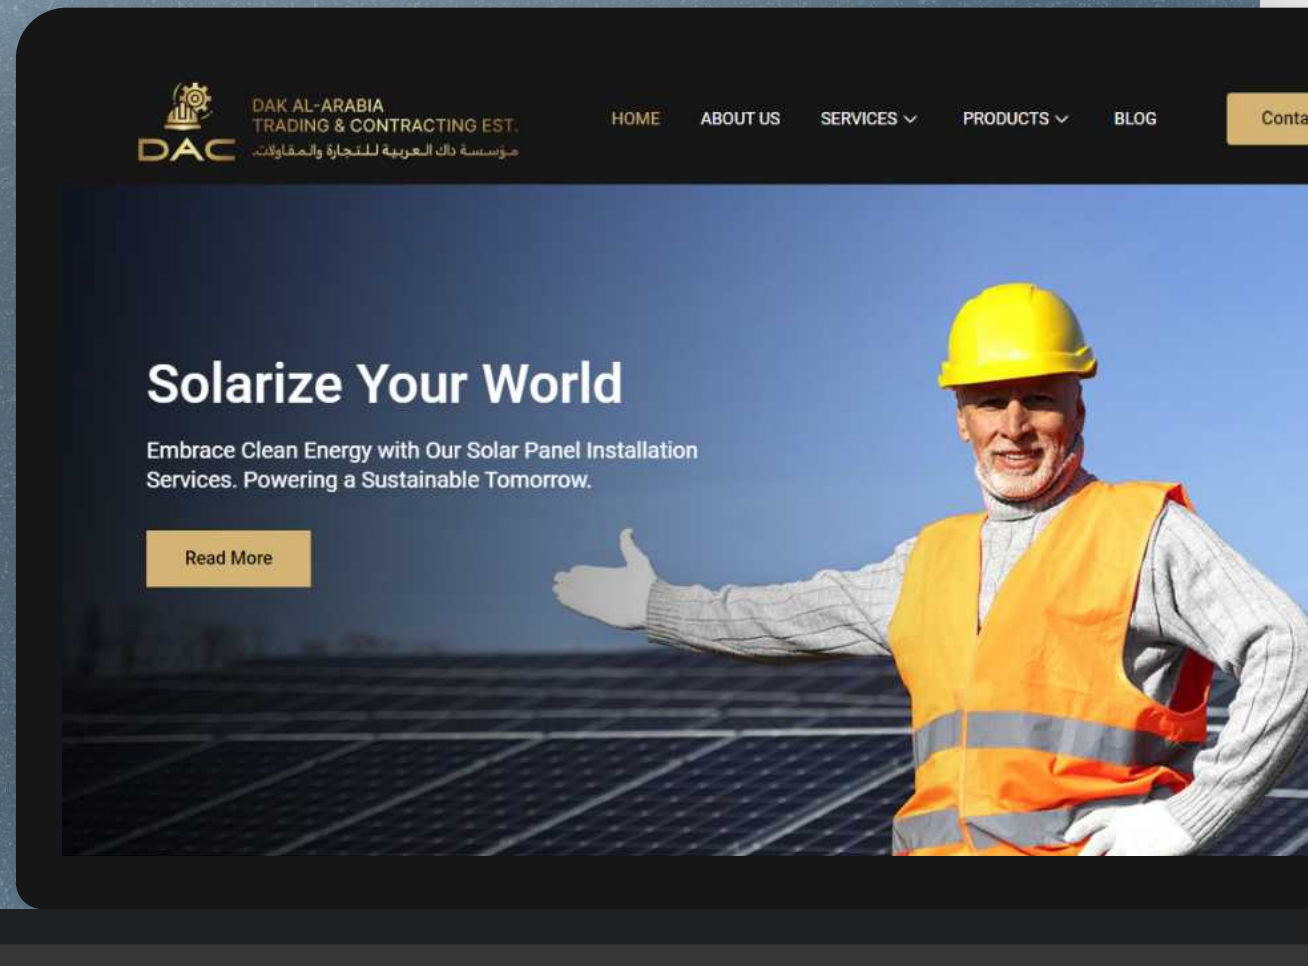 DAK AL-ARABIA
TRADING & CONTRACTING EST.
مؤسسة داك العربية للتجارة والمقاولات.
DAC
HOME
ABOUT US
SERVICES
PRODUCTS
BLOG
Conta
Solarize Your World
Embrace Clean Energy with Our Solar Panel Installation
Services. Powering a Sustainable Tomorrow.
Read More